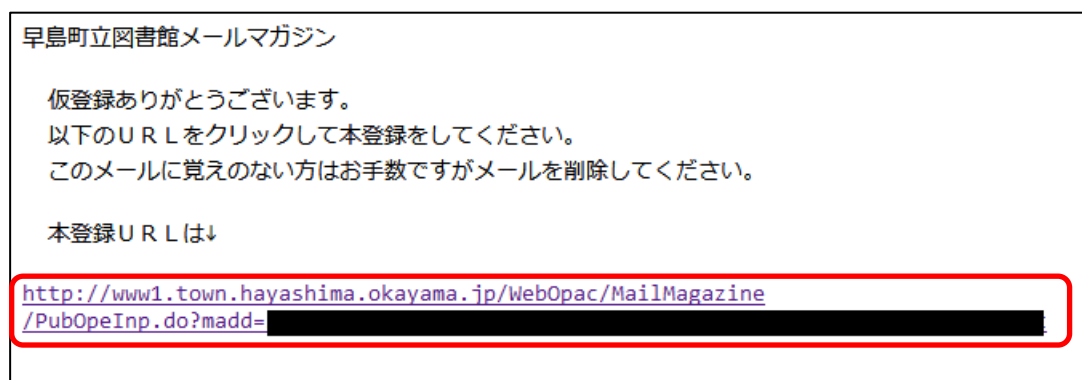 早島町立図書館メールマガジン
仮登録ありがとうございます。
以下のＵＲＬをクリックして本登録をしてください。
このメールに覚えのない方はお手数ですがメールを削除してください。
本登録ＵＲＬは↓
http://www1.town.hayashima.okayama.jp/WebOpac/MailMagazine
/PubOpeInp.do?madd=